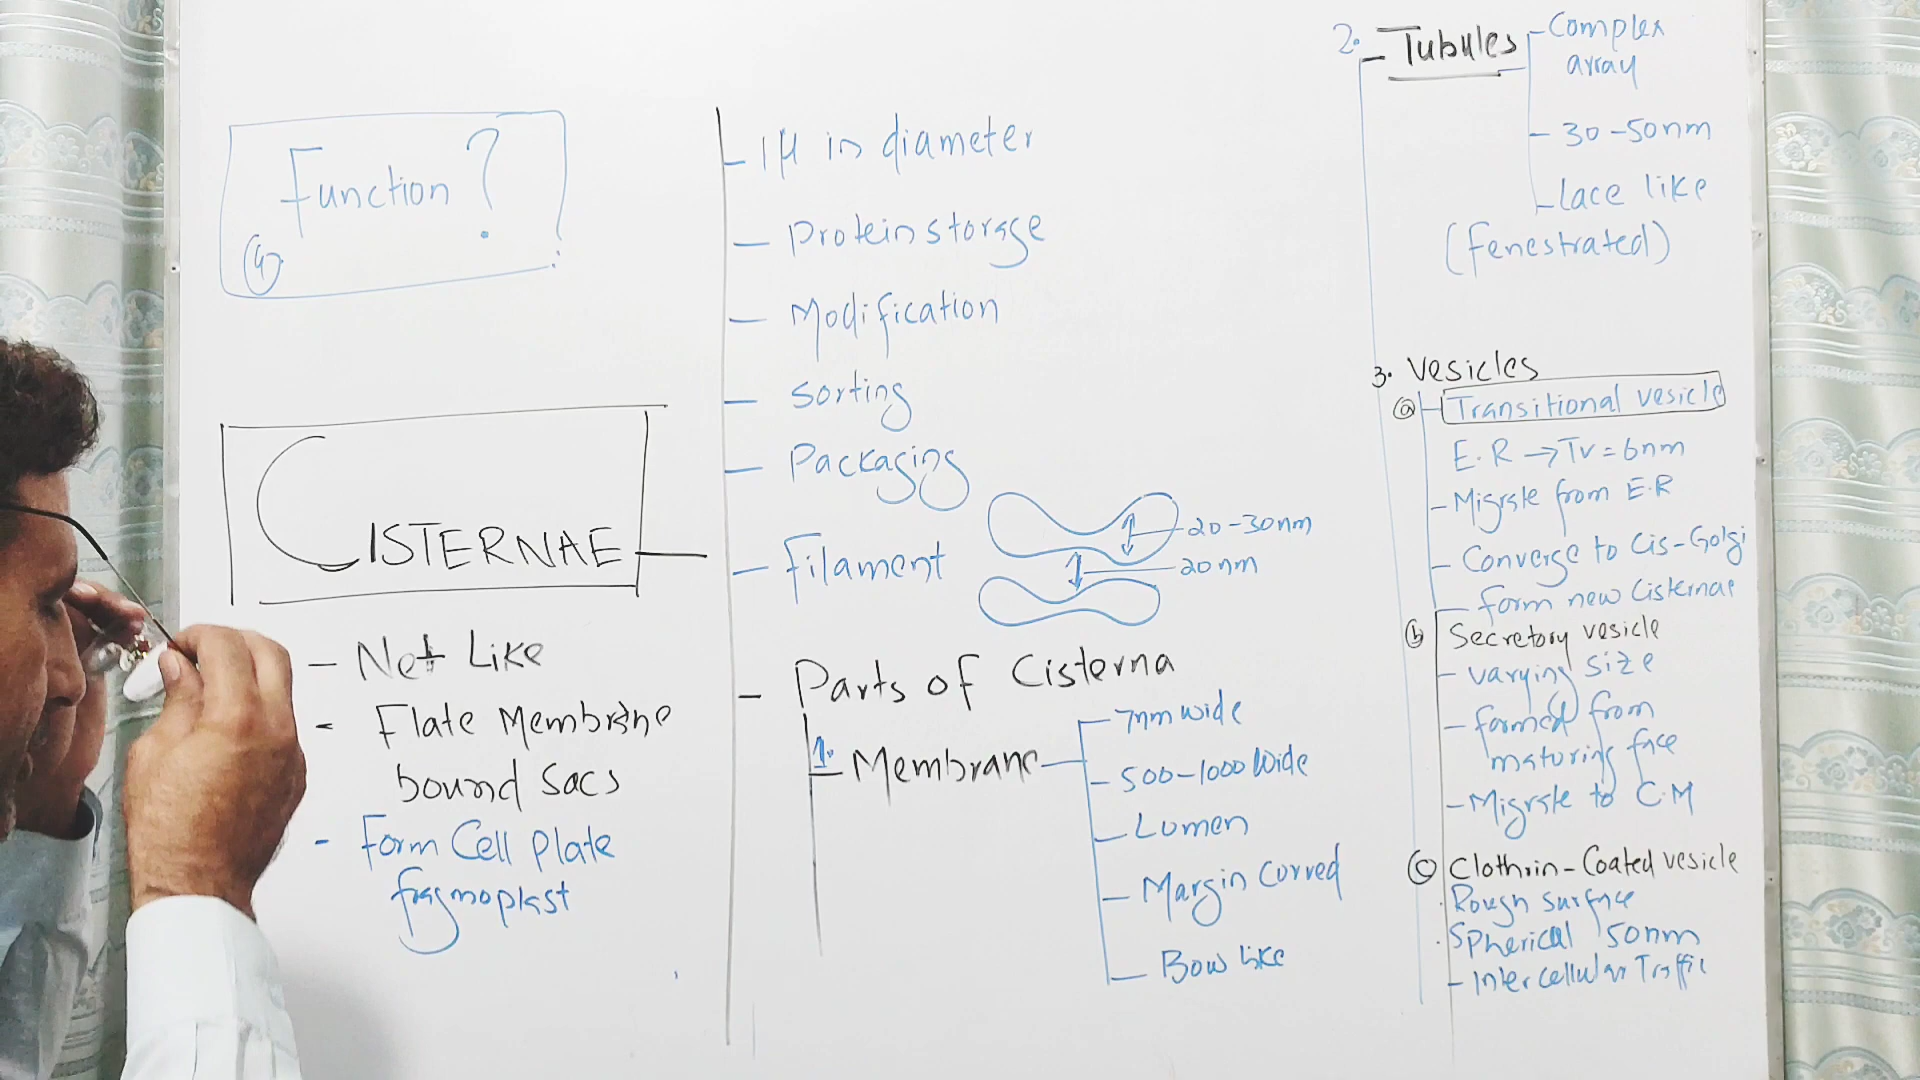 Function?
4
CISTERNAE
- Net Like
- Flate Membrane
bound Sacs
- Form Cell plate
fragmoplast
- 1μ in diameter
- Protein storage
- Modification
- Sorting
- Packaging
- Filament
20-30nm
20nm
- Parts of Cisterna
1. Membrane
- 7nm wide
- 500-1000 wide
- Lumen
- Margin Curved
- Bow like
2. - Tubules
- Complex
array
- 30-50nm
- lace like
(fenestrated)
3. Vesicles
(a) Transitional vesicle
E.R → Tv = 6nm
- Migrate from E.R
- Converge to Cis-Golgi
- form new Cisternae
(b) Secretory vesicle
- varying size
- formed from
maturing face
- Migrate to C.M
(c) Clothrin-Coated vesicle
. Rough surface
. Spherical 50nm
- Intercellular Traffic